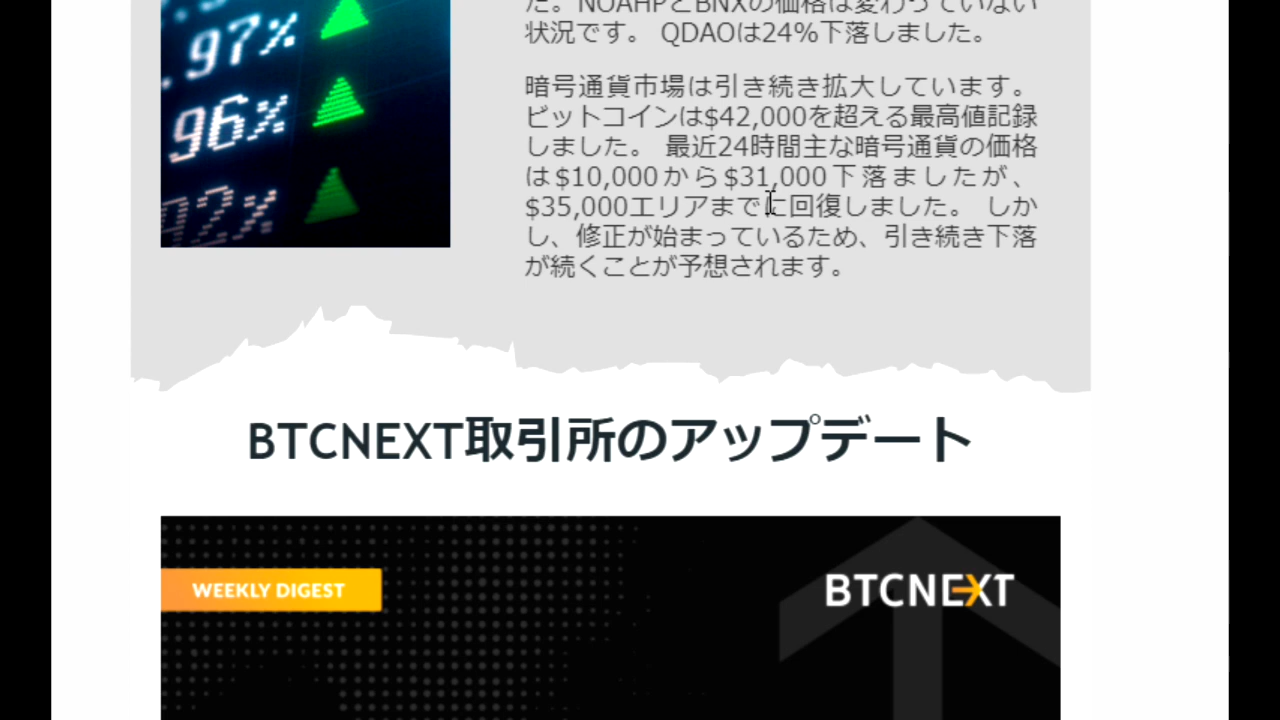 .97%
96%
92%
た。NOAHPとBNXの価格は変わっていない
状況です。 QDAOは24%下落しました。
暗号通貨市場は引き続き拡大しています。
ビットコインは$42,000を超える最高値記録
しました。 最近24時間主な暗号通貨の価格
は$10,000から$31,000下落ましたが、
$35,000エリアまでに回復しました。 しか
し、修正が始まっているため、引き続き下落
が続くことが予想されます。
BTCNEXT取引所のアップデート
WEEKLY DIGEST
BTCNEXT